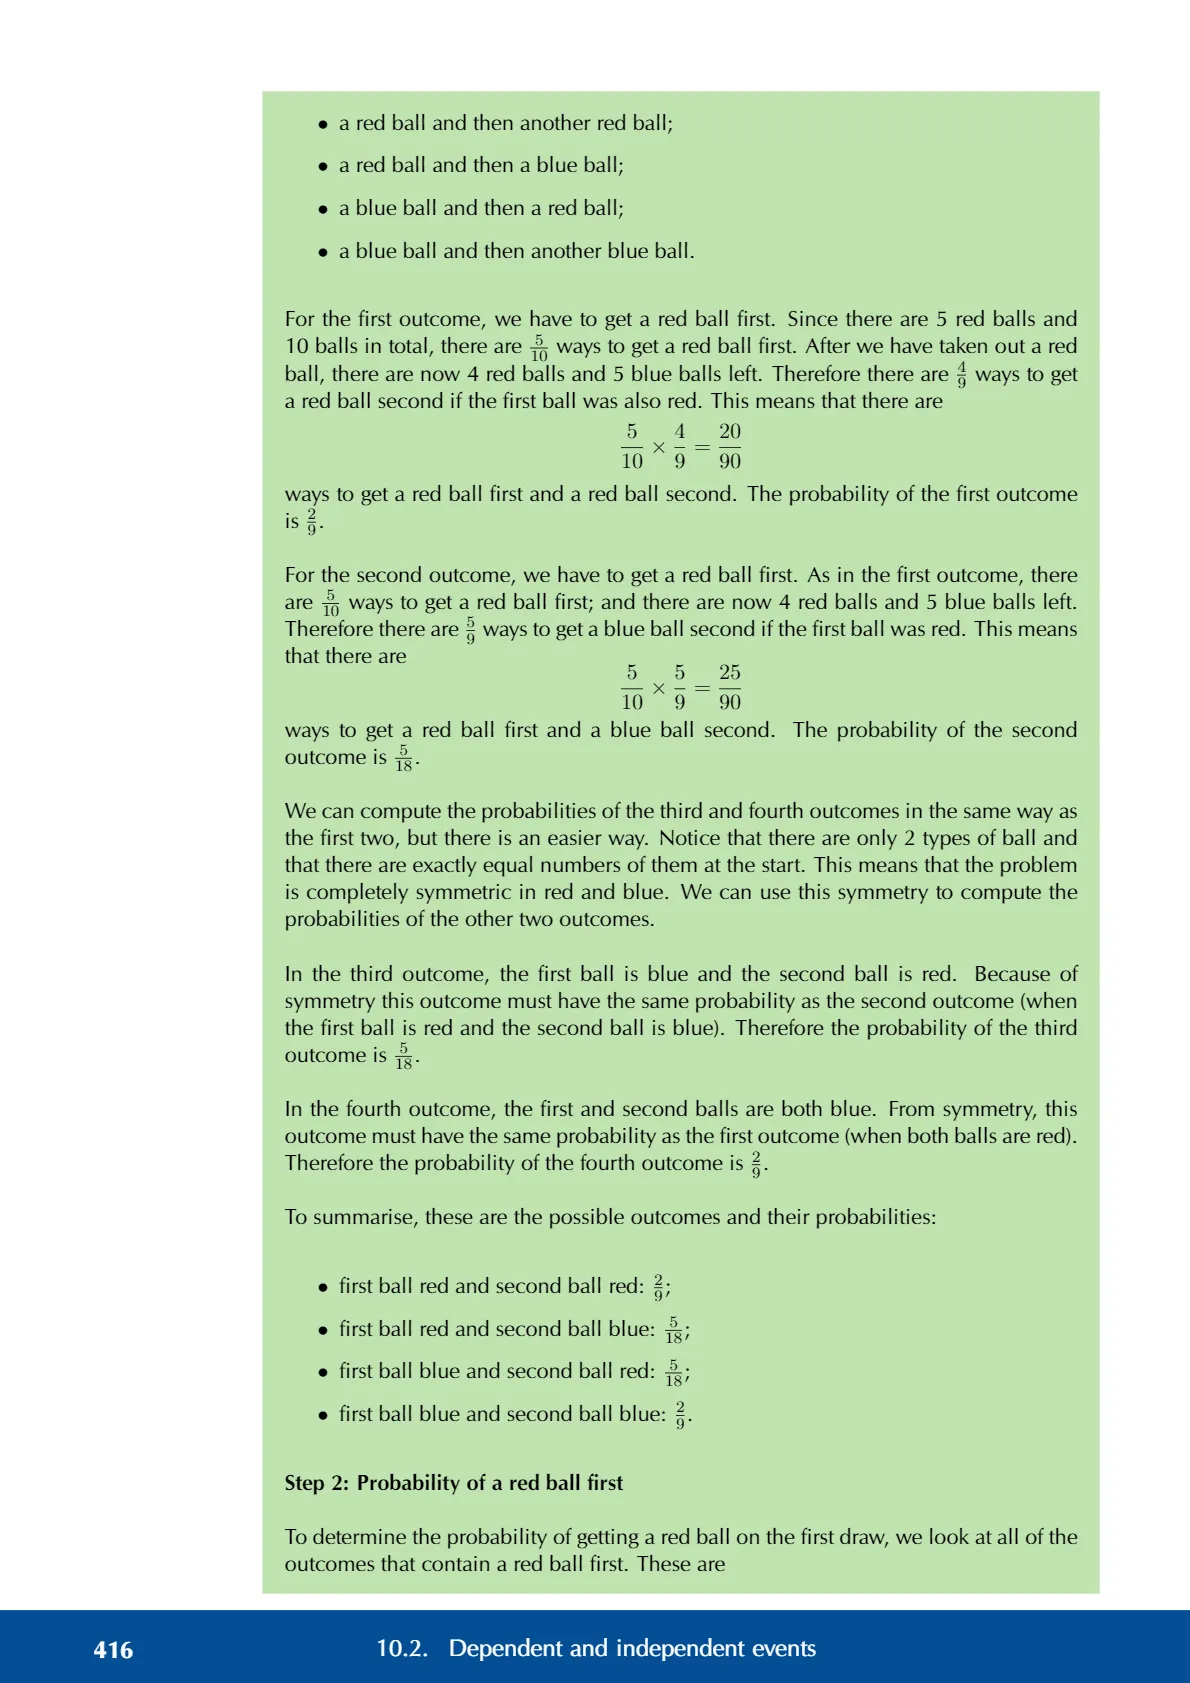 • a red ball and then another red ball;
• a red ball and then a blue ball;
• a blue ball and then a red ball;
• a blue ball and then another blue ball.
For the first outcome, we have to get a red ball first. Since there are 5 red balls and
10 balls in total, there are 5/10 ways to get a red ball first. After we have taken out a red
ball, there are now 4 red balls and 5 blue balls left. Therefore there are 4/9 ways to get
a red ball second if the first ball was also red. This means that there are
5/10 × 4/9 = 20/90
ways to get a red ball first and a red ball second. The probability of the first outcome
is 2/9.
For the second outcome, we have to get a red ball first. As in the first outcome, there
are 5/10 ways to get a red ball first; and there are now 4 red balls and 5 blue balls left.
Therefore there are 5/9 ways to get a blue ball second if the first ball was red. This means
that there are
5/10 × 5/9 = 25/90
ways to get a red ball first and a blue ball second. The probability of the second
outcome is 5/18.
We can compute the probabilities of the third and fourth outcomes in the same way as
the first two, but there is an easier way. Notice that there are only 2 types of ball and
that there are exactly equal numbers of them at the start. This means that the problem
is completely symmetric in red and blue. We can use this symmetry to compute the
probabilities of the other two outcomes.
In the third outcome, the first ball is blue and the second ball is red. Because of
symmetry this outcome must have the same probability as the second outcome (when
the first ball is red and the second ball is blue). Therefore the probability of the third
outcome is 5/18.
In the fourth outcome, the first and second balls are both blue. From symmetry, this
outcome must have the same probability as the first outcome (when both balls are red).
Therefore the probability of the fourth outcome is 2/9.
To summarise, these are the possible outcomes and their probabilities:
• first ball red and second ball red: 2/9;
• first ball red and second ball blue: 5/18;
• first ball blue and second ball red: 5/18;
• first ball blue and second ball blue: 2/9.
Step 2: Probability of a red ball first
To determine the probability of getting a red ball on the first draw, we look at all of the
outcomes that contain a red ball first. These are
416 10.2. Dependent and independent events